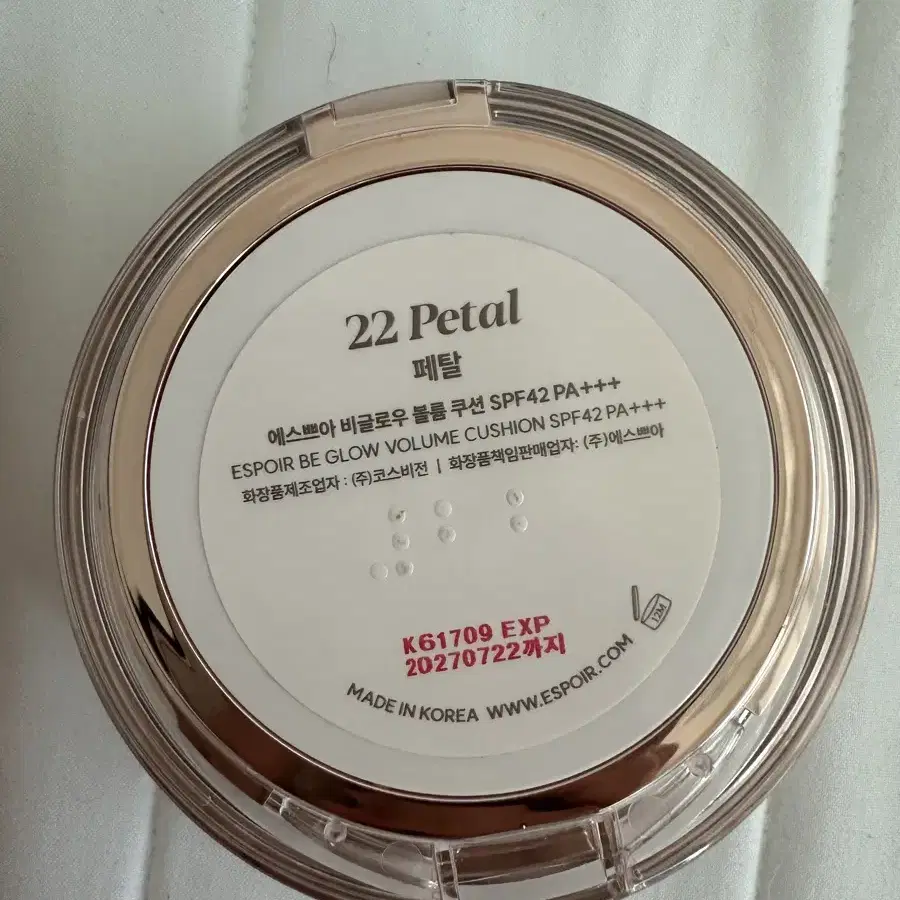 22 Petal
페탈
에스쁘아 비글로우 볼륨 쿠션 SPF42 PA+++
ESPOIR BE GLOW VOLUME CUSHION SPF42 PA+++
화장품제조업자 : (주)코스비전 | 화장품책임판매업자: (주)에스쁘아
K61709 EXP
20270722까지
12M
MADE IN KOREA WWW.ESPOIR.COM